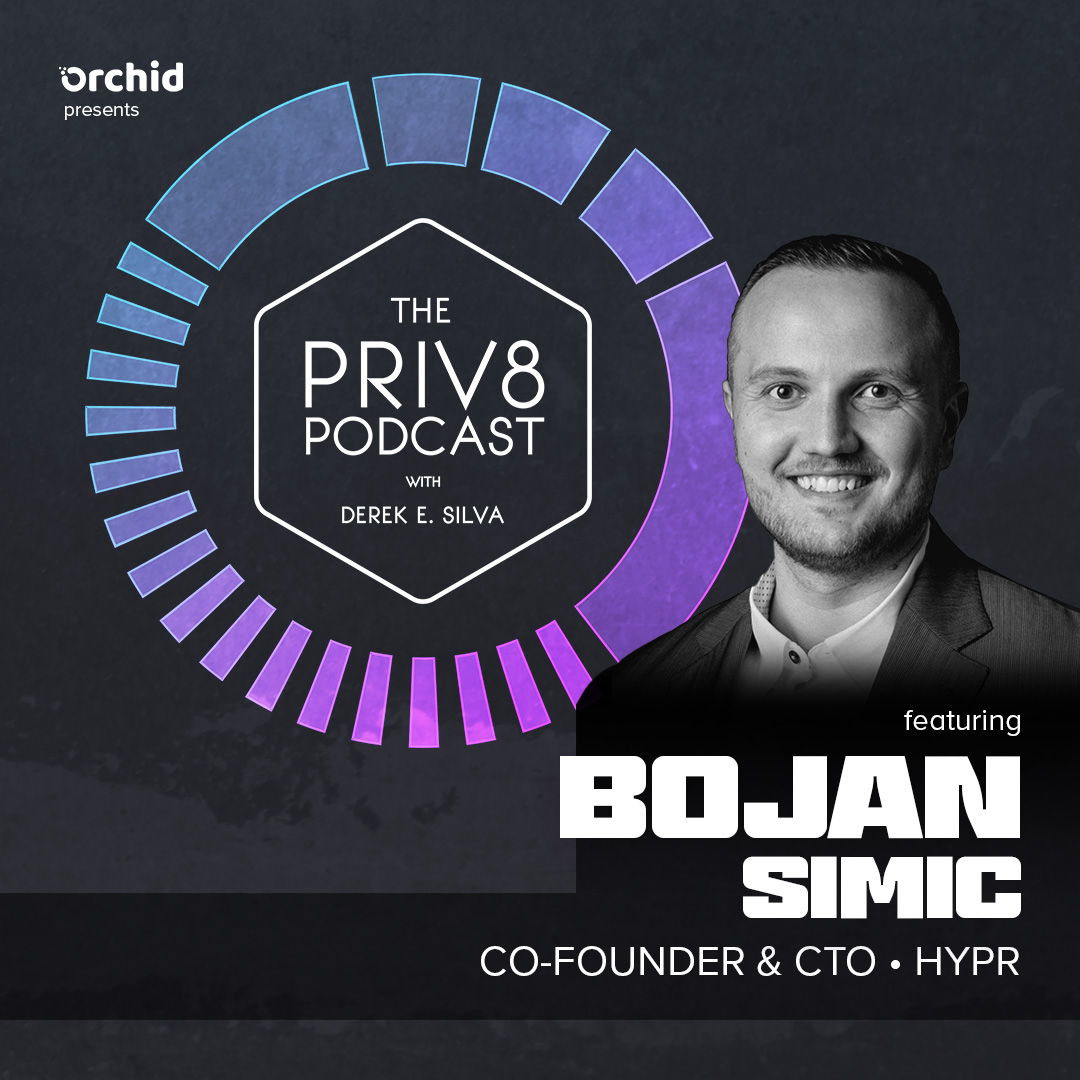 Orchid
presents
THE
PRIV8
PODCAST
WITH
DEREK E. SILVA
featuring
BOJAN
SIMIC
CO-FOUNDER & CTO • HYPR